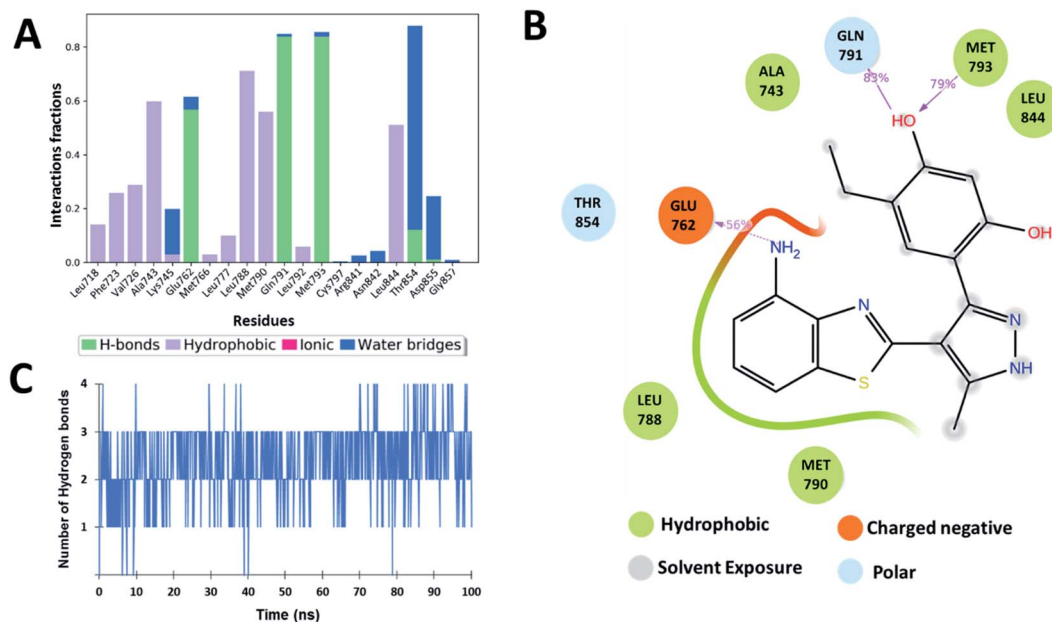 A
Interactions fractions
0.8
0.6
0.4
0.2
0.0
Leu718
Phe723
Val726
Ala743
Lys745
Glu762
Met766
Leu777
Leu788
Met790
Gln791
Leu792
Met793
Cys797
Arg841
Asn842
Leu844
Thr854
Asp855
Gly857
Residues
H-bonds
Hydrophobic
Ionic
Water bridges
C
Number of Hydrogen bonds
4
3
2
1
0
10
20
30
40
50
60
70
80
90
100
Time (ns)
B
GLN
791
MET
793
ALA
743
LEU
844
83%
79%
HO
THR
854
GLU
762
56%
NH₂
OH
N
N
S
NH
LEU
788
MET
790
Hydrophobic
Charged negative
Solvent Exposure
Polar